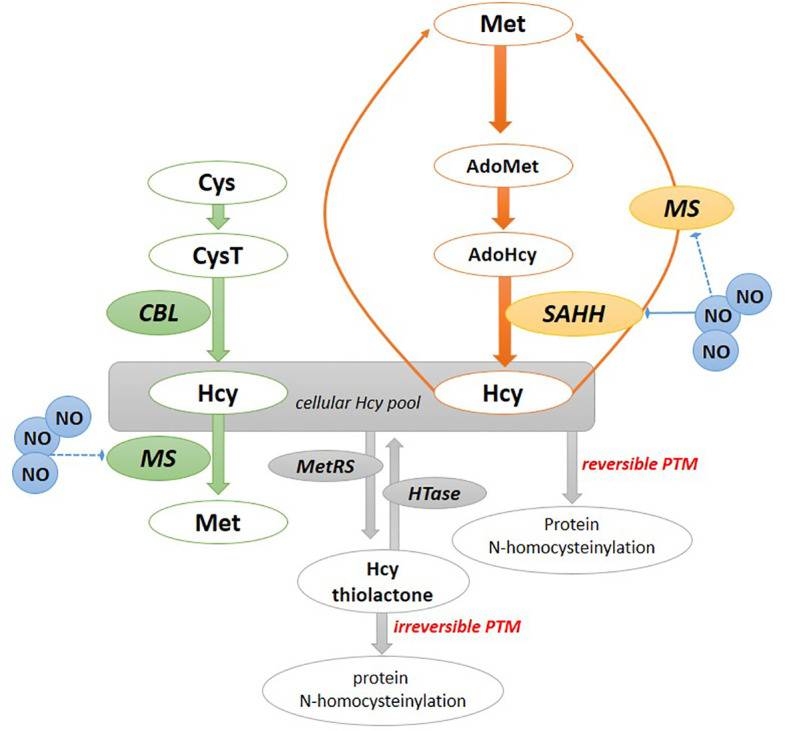 Met
AdoMet
Cys
MS
CysT
AdoHcy
CBL
SAHH
NO
NO
NO
Hcy
cellular Hcy pool
Hcy
NO
NO
NO
MS
MetRS
reversible PTM
HTase
Met
Protein
N-homocysteinylation
Hcy
thiolactone
irreversible PTM
protein
N-homocysteinylation